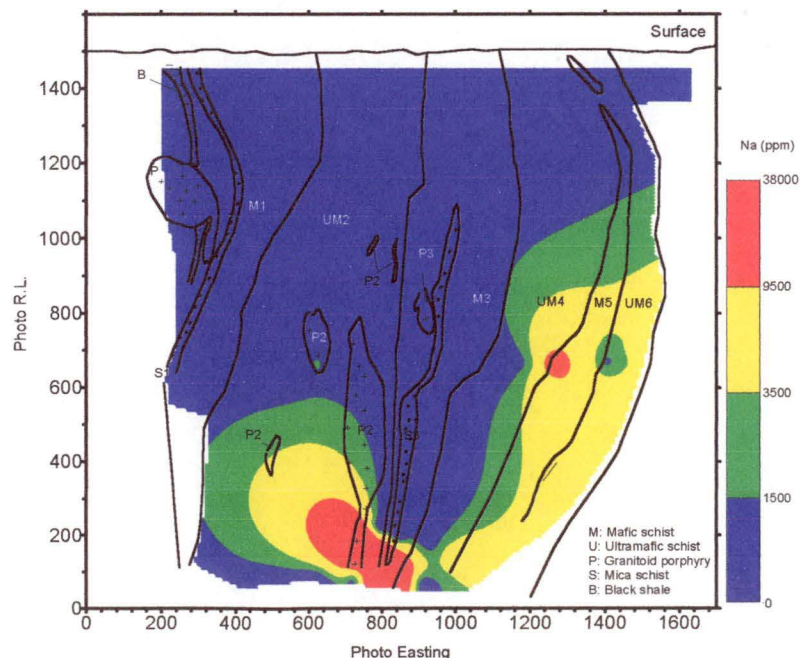 Surface
1400
1200
1000
800
600
400
200
0
Photo R.L.
0
200
400
600
800
1000
1200
1400
1600
Photo Easting
B
P
M1
UM2
P2
P3
M3
UM4
M5
UM6
P2
P2
P2
P2
S
Na (ppm)
38000
9500
3500
1500
0
M: Mafic schist
U: Ultramafic schist
P: Granitoid porphyry
S: Mica schist
B: Black shale